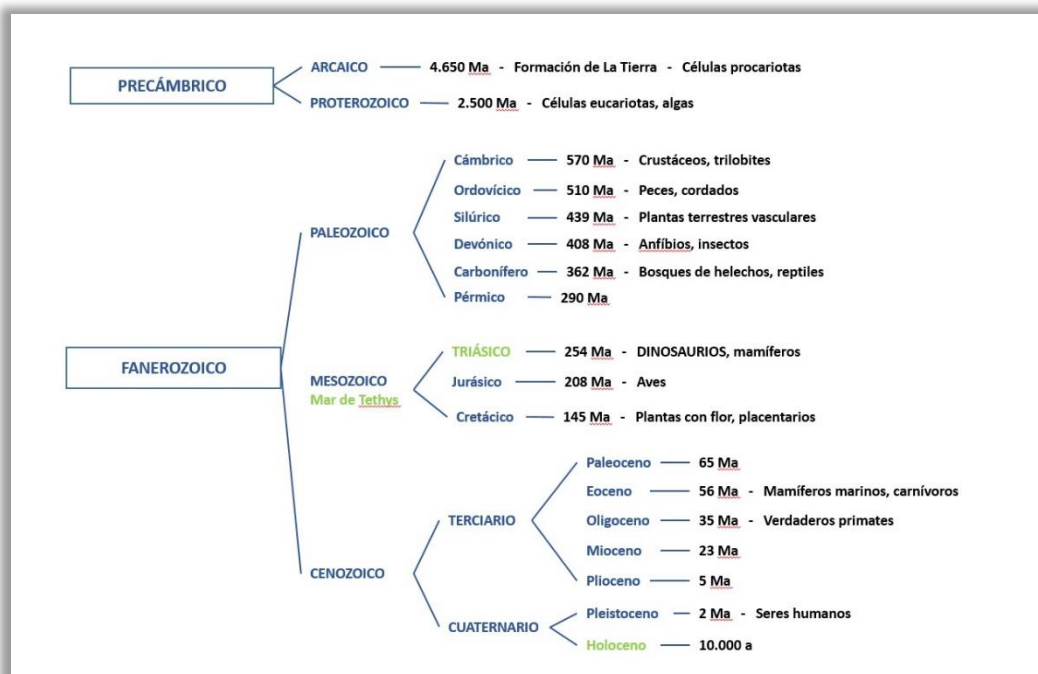 PRECÁMBRICO
ARCAICO 4.650 Ma - Formación de La Tierra - Células procariotas
PROTEROZOICO 2.500 Ma - Células eucariotas, algas
FANEROZOICO
PALEOZOICO
Cámbrico 570 Ma - Crustáceos, trilobites
Ordovícico 510 Ma - Peces, cordados
Silúrico 439 Ma - Plantas terrestres vasculares
Devónico 408 Ma - Anfíbios, insectos
Carbonífero 362 Ma - Bosques de helechos, reptiles
Pérmico 290 Ma
MESOZOICO
Mar de Tethys
TRIÁSICO 254 Ma - DINOSAURIOS, mamíferos
Jurásico 208 Ma - Aves
Cretácico 145 Ma - Plantas con flor, placentarios
CENOZOICO
TERCIARIO
Paleoceno 65 Ma
Eoceno 56 Ma - Mamíferos marinos, carnívoros
Oligoceno 35 Ma - Verdaderos primates
Mioceno 23 Ma
Plioceno 5 Ma
CUATERNARIO
Pleistoceno 2 Ma - Seres humanos
Holoceno 10.000 a